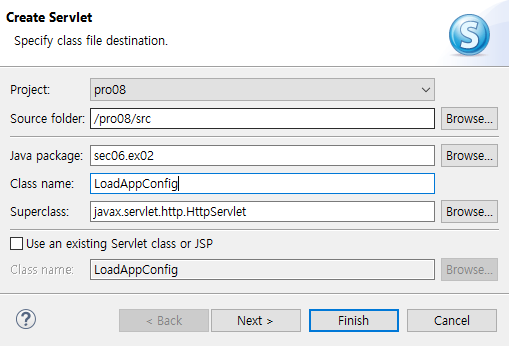 Create Servlet
Specify class file destination.
S
Project: pro08
Source folder: /pro08/src Browse...
Java package: sec06.ex02 Browse...
Class name: LoadAppConfig
Superclass: javax.servlet.http.HttpServlet Browse...
Use an existing Servlet class or JSP
Class name: LoadAppConfig Browse...
? < Back Next > Finish Cancel